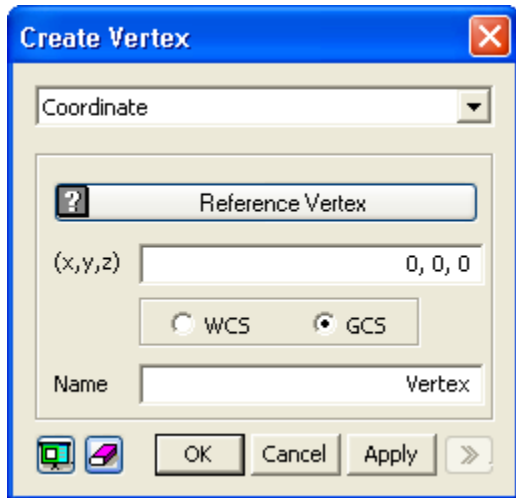 Create Vertex
Coordinate
? Reference Vertex
(x,y,z) 0, 0, 0
WCS GCS
Name Vertex
OK Cancel Apply